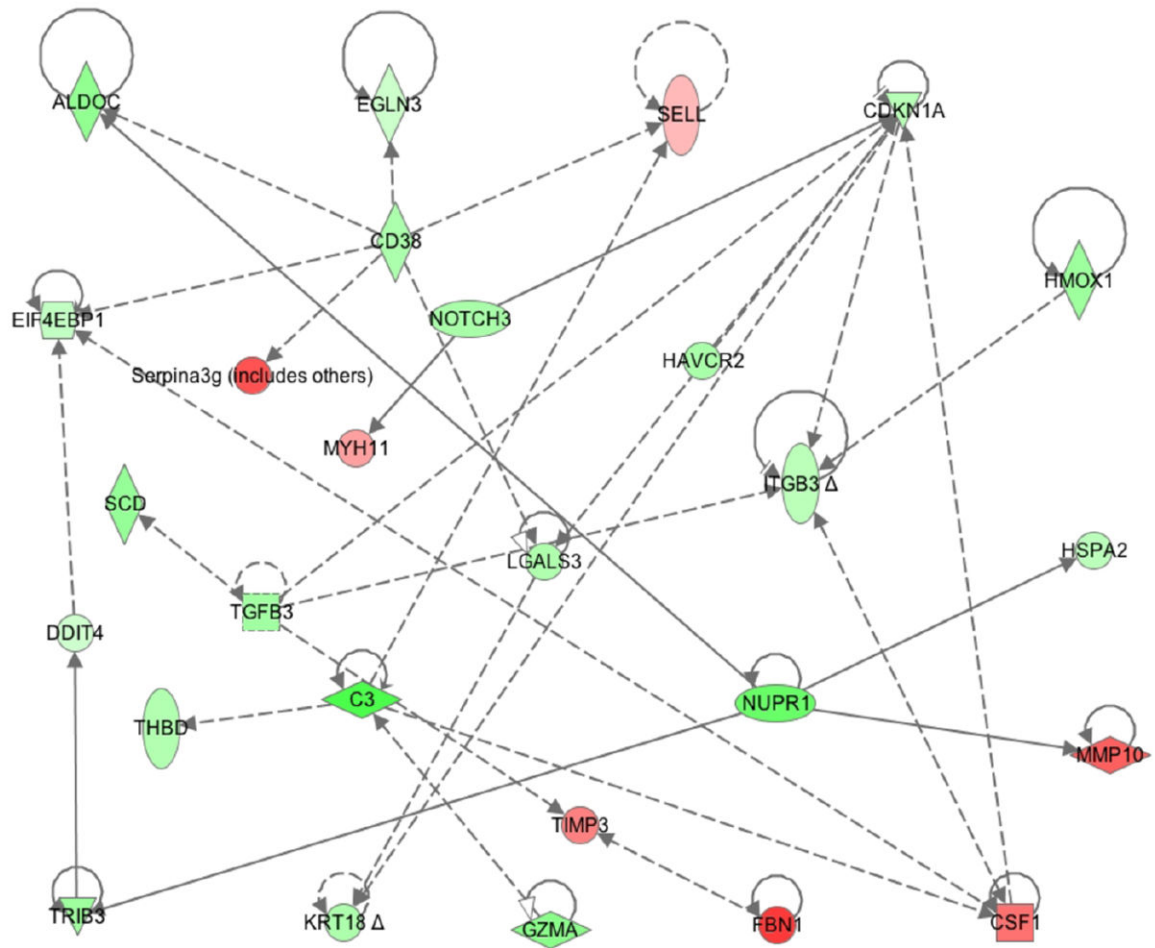 ALDOC
EGLN3
SELL
CDKN1A
CD38
HMOX1
EIF4EBP1
NOTCH3
HAVCR2
Serpina3g (includes others)
MYH11
ITGB3 Δ
SCD
LGALS3
HSPA2
TGFB3
DDIT4
C3
NUPR1
THBD
MMP10
TIMP3
TRIB3
KRT18 Δ
GZMA
FBN1
CSF1